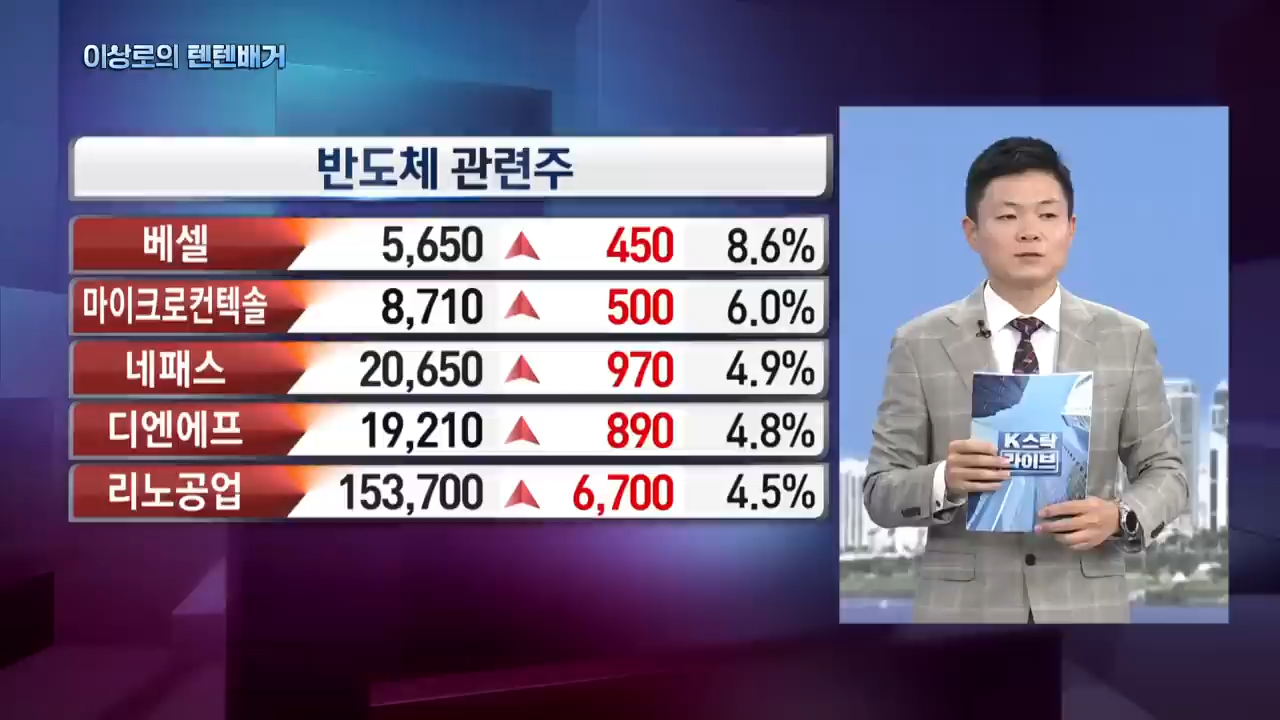 이상로의 텐텐배거
반도체 관련주
베셀 5,650 ▲ 450 8.6%
마이크로컨텍솔 8,710 ▲ 500 6.0%
네패스 20,650 ▲ 970 4.9%
디엔에프 19,210 ▲ 890 4.8%
리노공업 153,700 ▲ 6,700 4.5%
K스탁
라이브